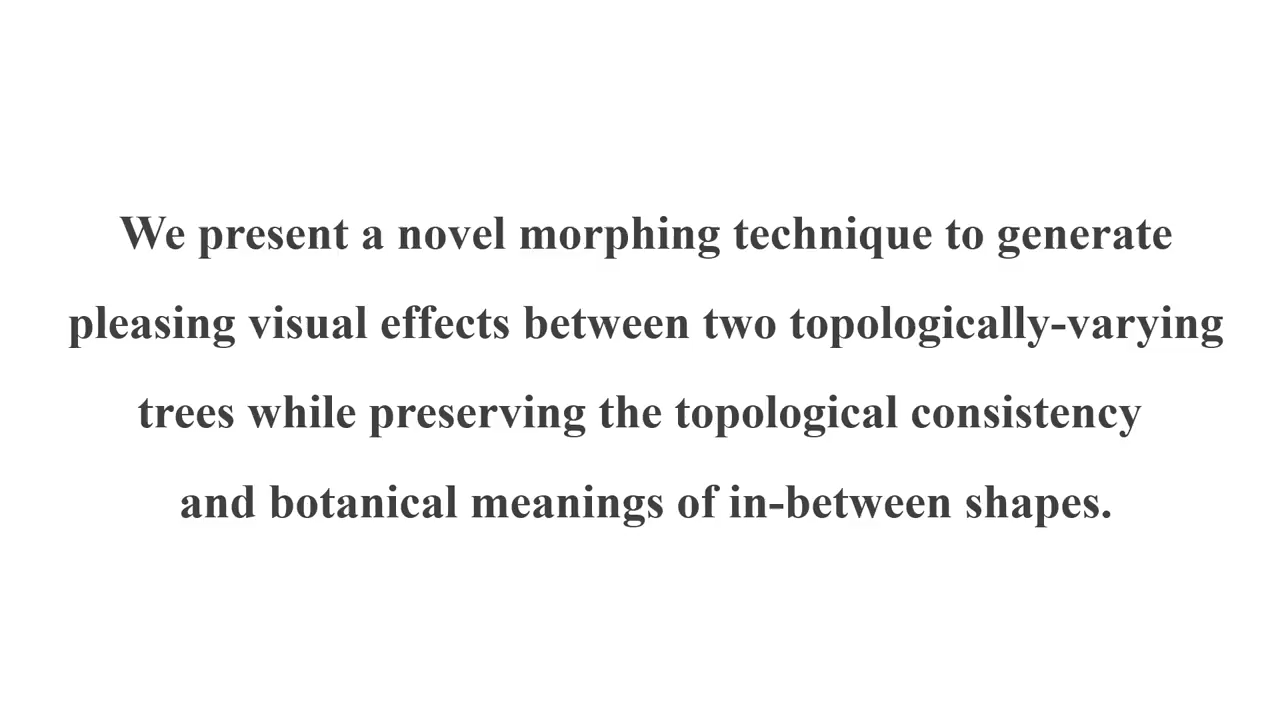 We present a novel morphing technique to generate
pleasing visual effects between two topologically-varying
trees while preserving the topological consistency
and botanical meanings of in-between shapes.